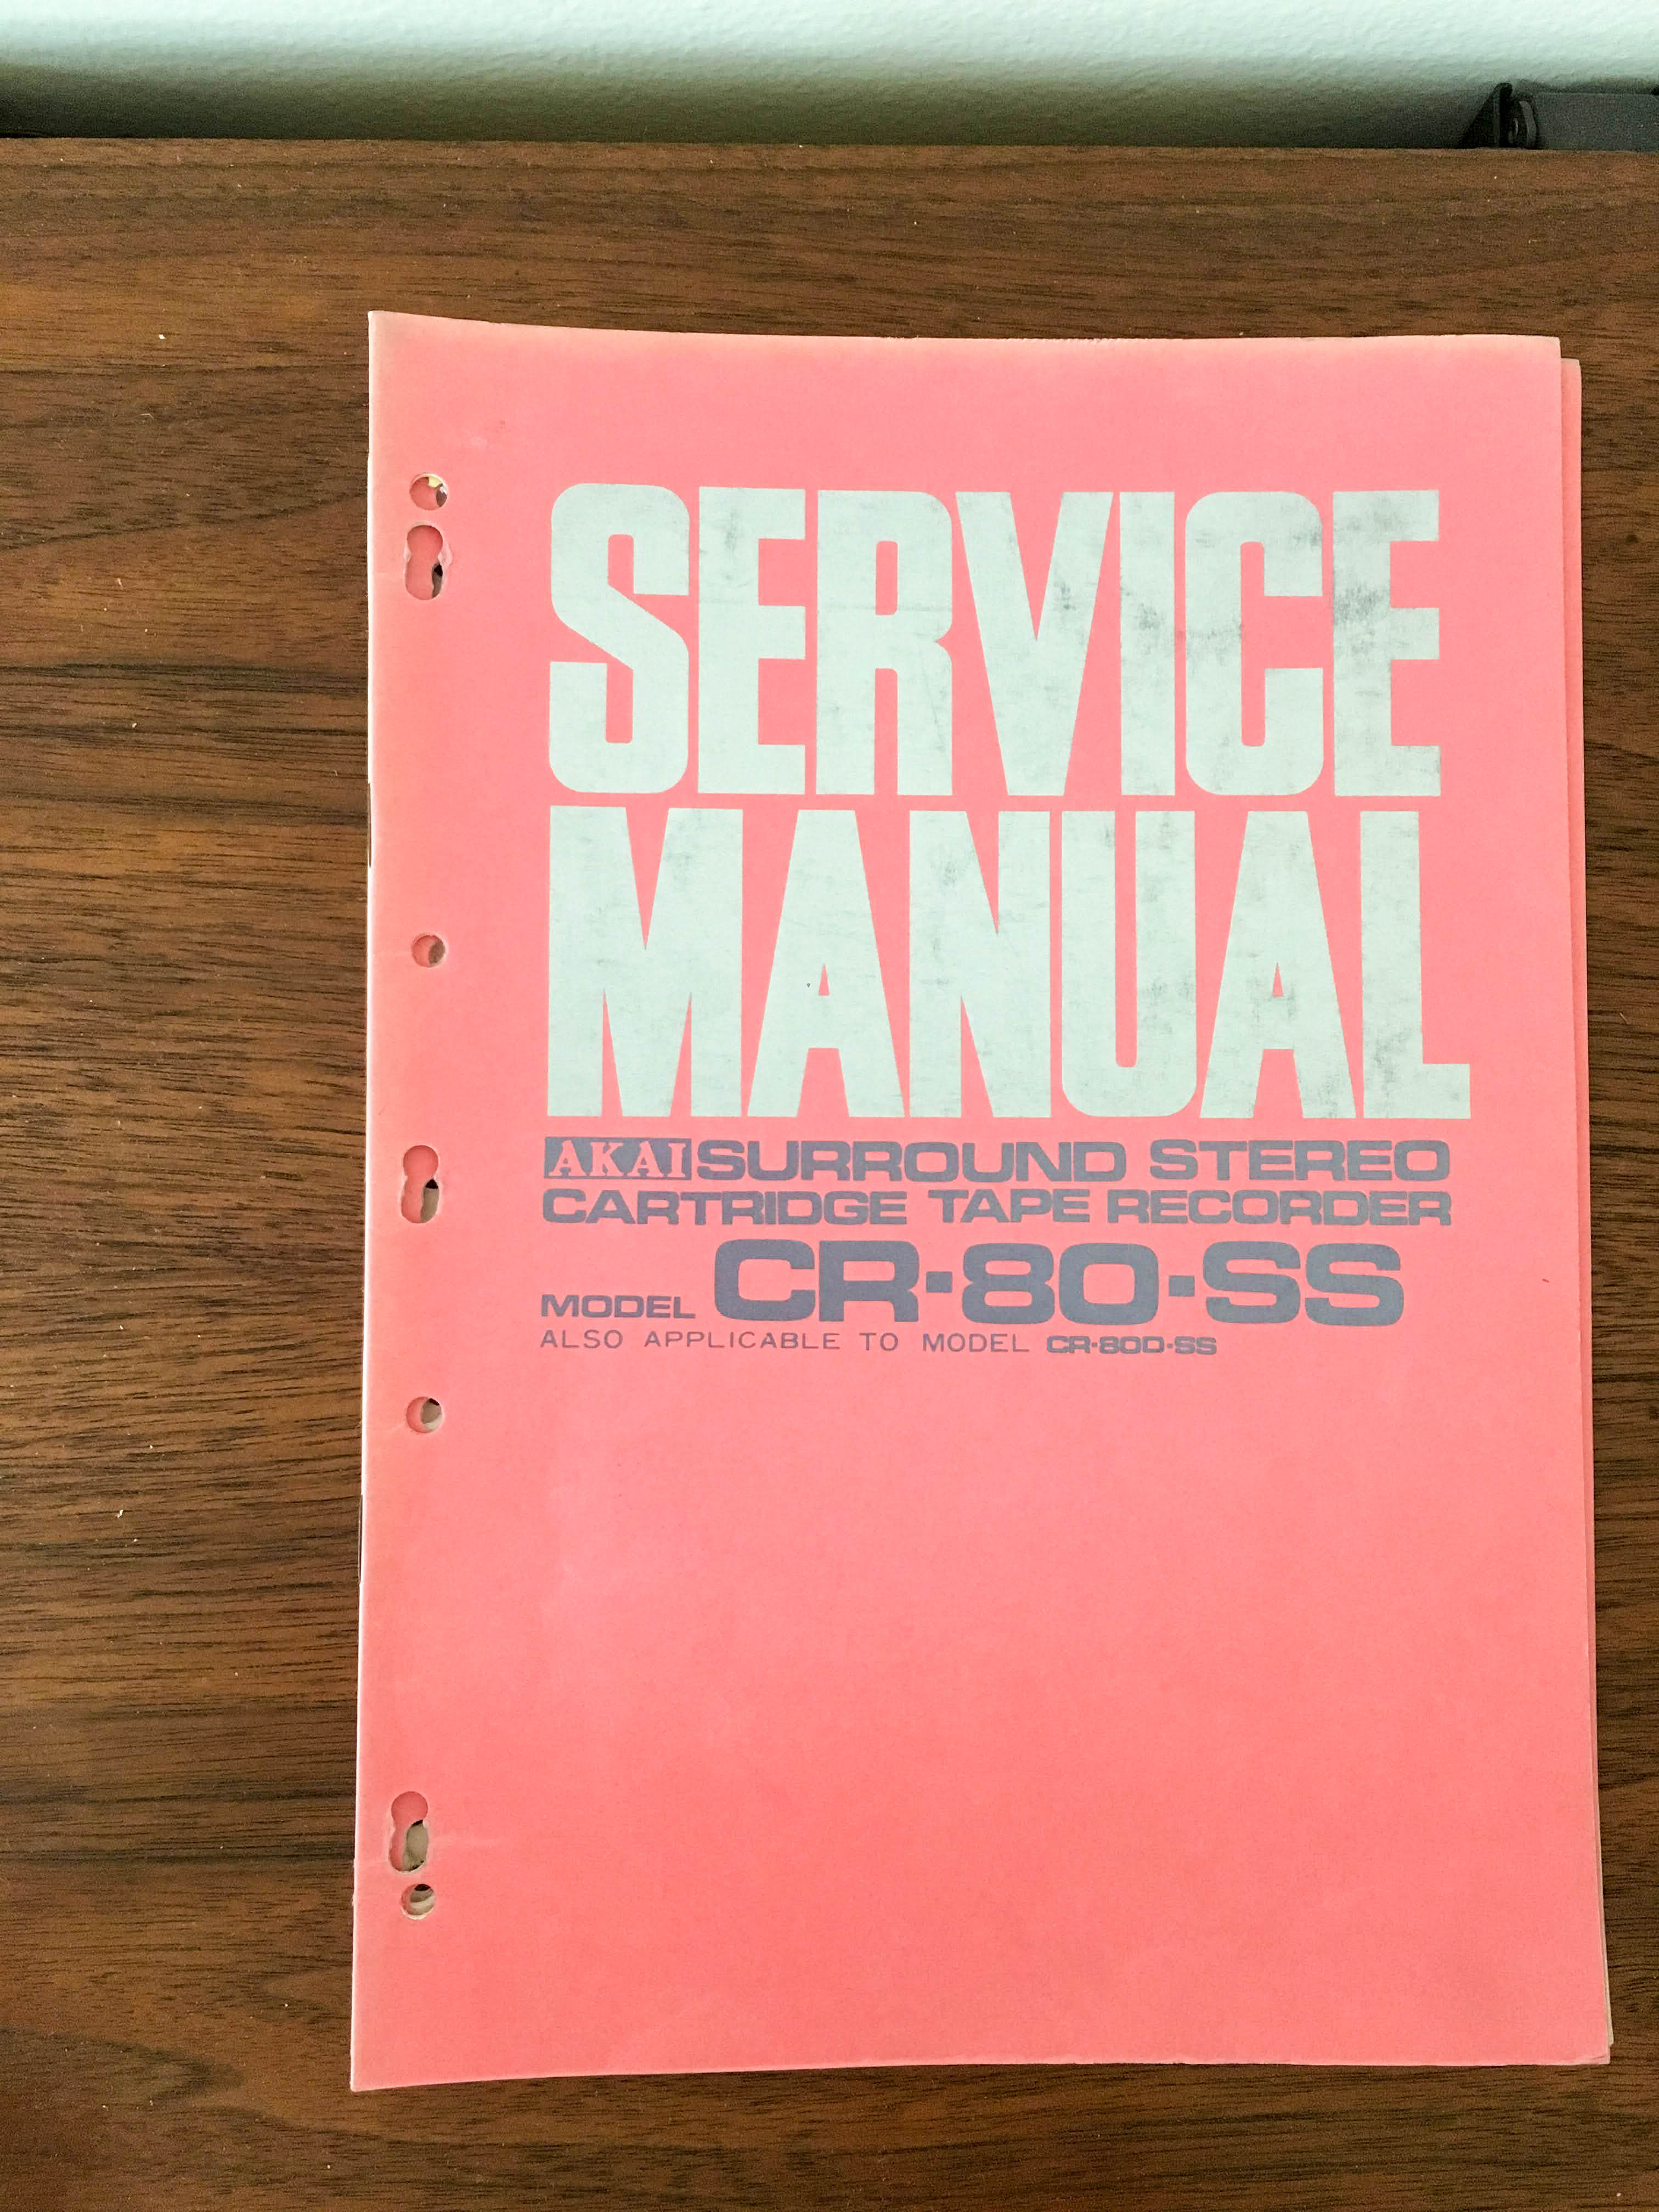 SERVICE
MANUAL
AKAI SURROUND STEREO
CARTRIDGE TAPE RECORDER
MODEL CR·80·SS
ALSO APPLICABLE TO MODEL CR·80D·SS